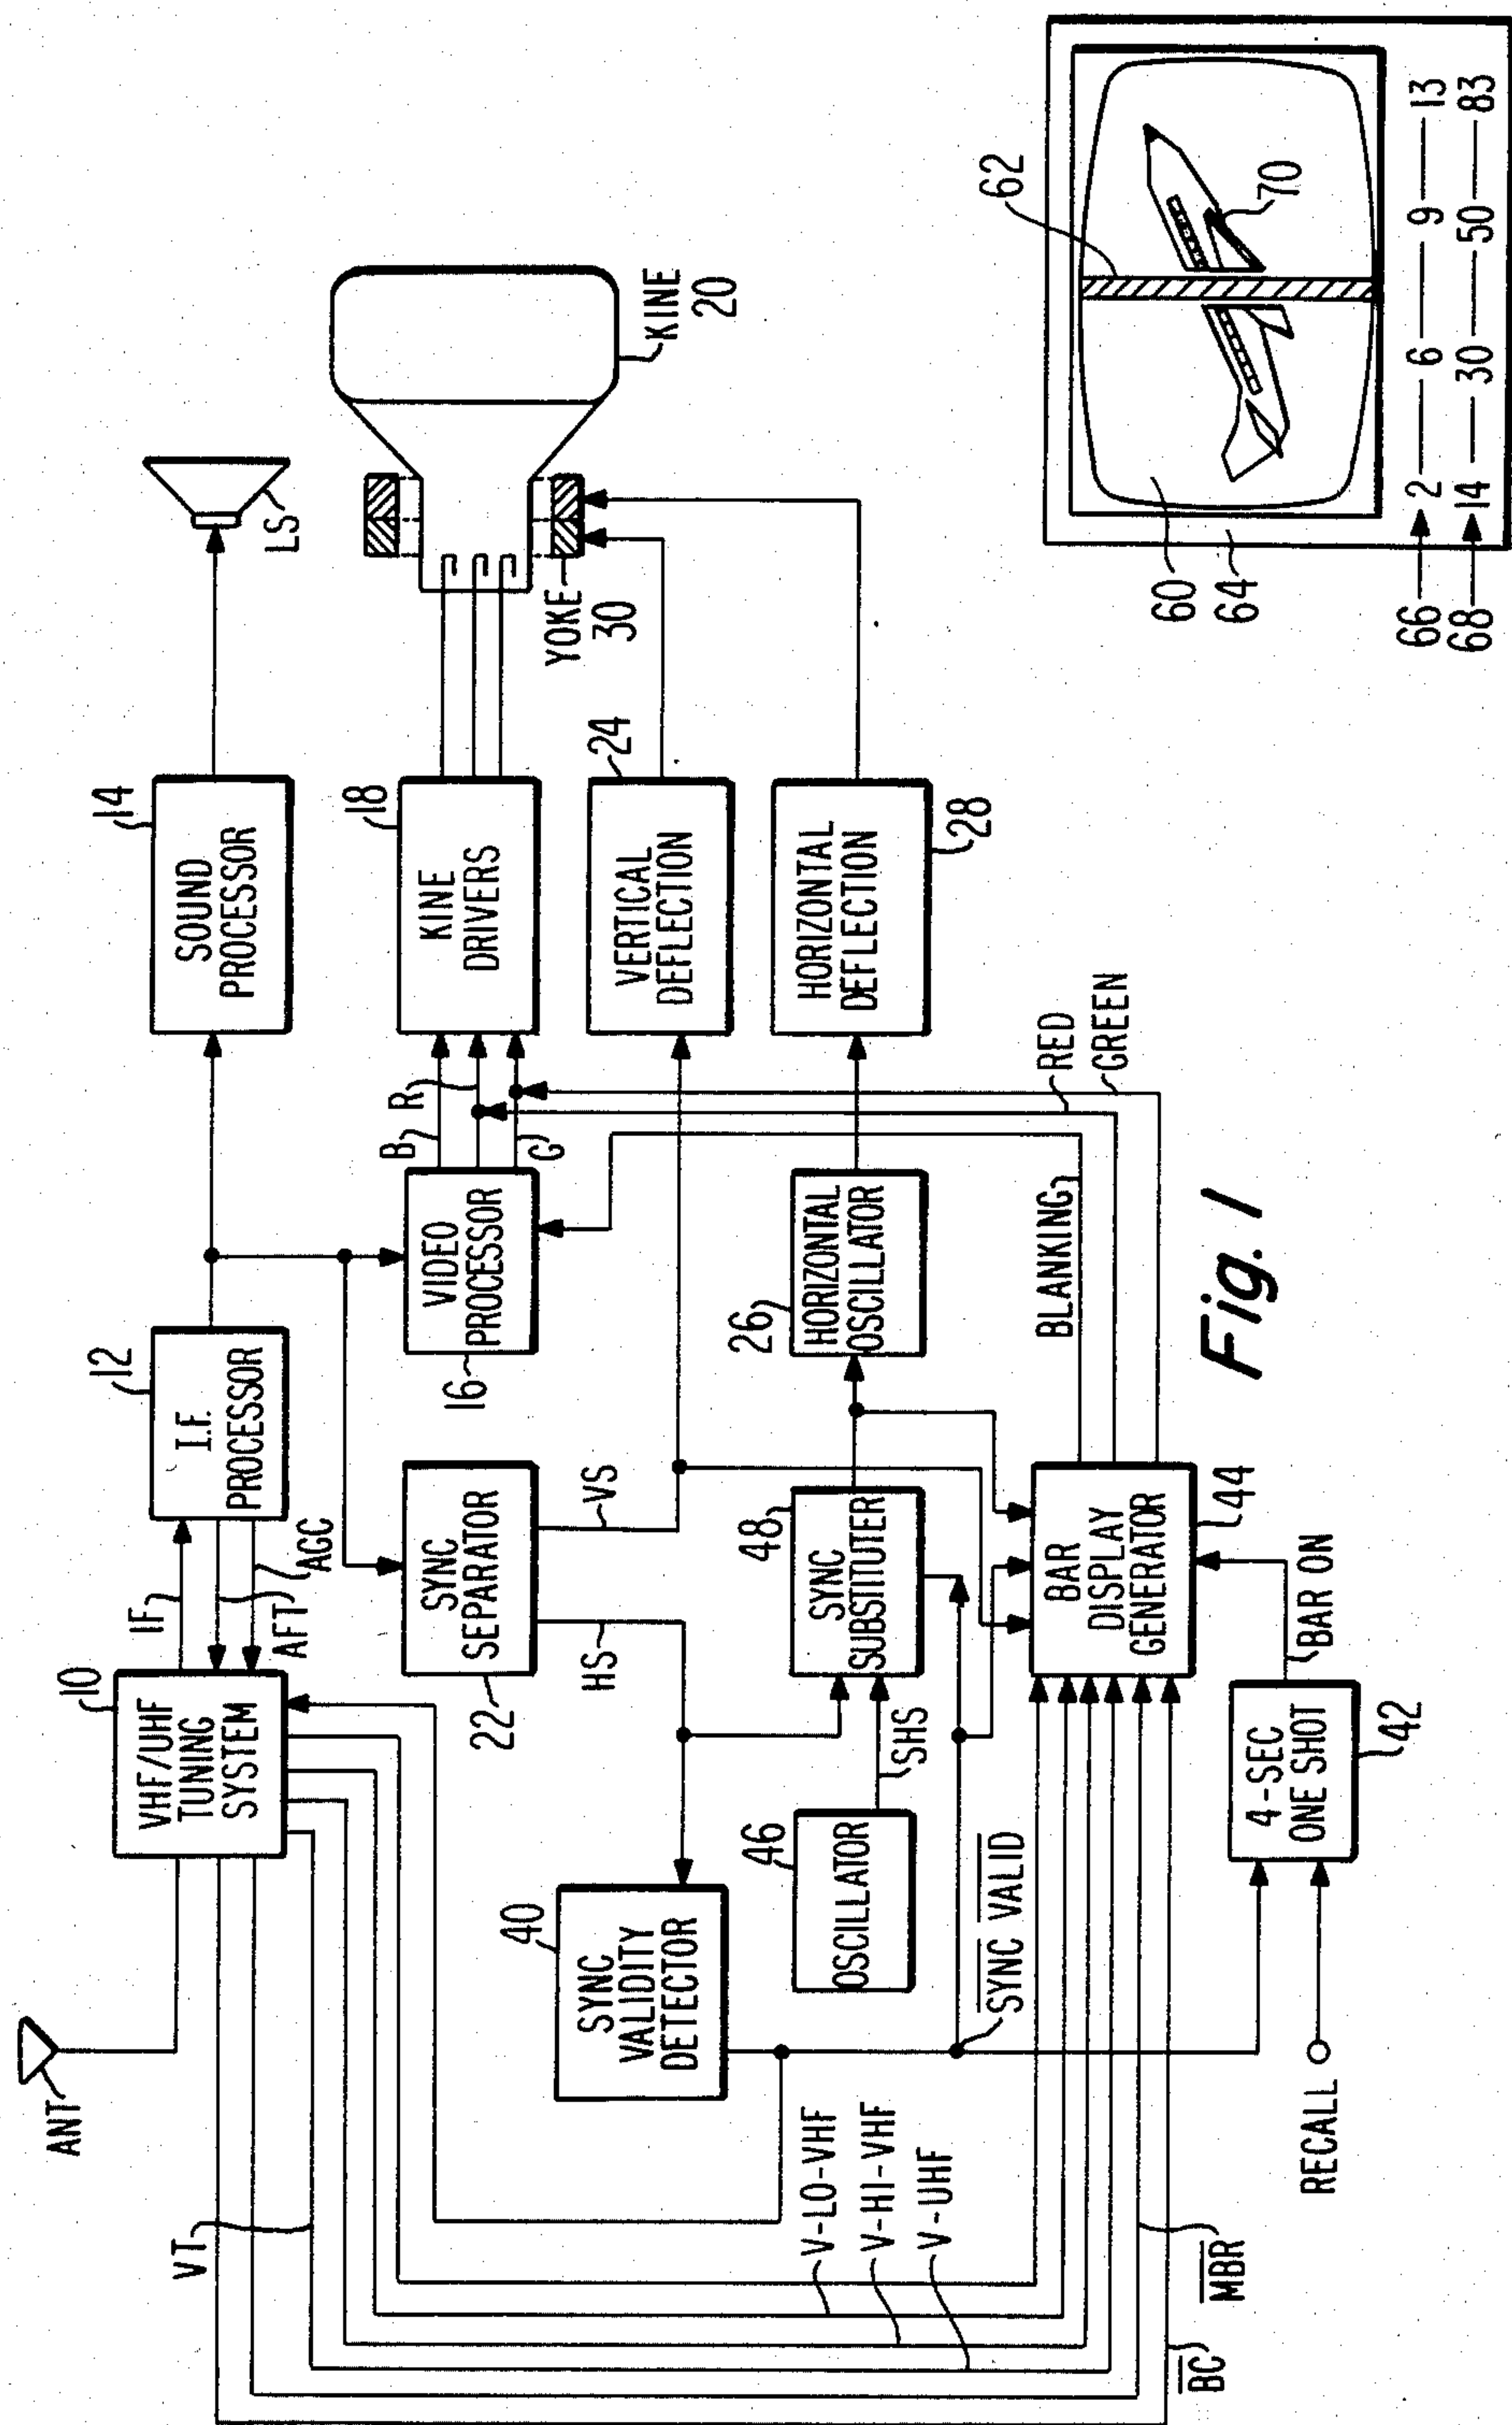 ANT
10
VHF/UHF
TUNING
SYSTEM
IF
AFT
AGC
12
I.F.
PROCESSOR
14
SOUND
PROCESSOR
LS
VIDEO
PROCESSOR
16
B
R
G
18
KINE
DRIVERS
KINE
20
YOKE
30
SYNC
SEPARATOR
22
HS
VS
VERTICAL
DEFLECTION
24
40
SYNC
VALIDITY
DETECTOR
46
OSCILLATOR
SHS
48
SYNC
SUBSTITUTER
26
HORIZONTAL
OSCILLATOR
HORIZONTAL
DEFLECTION
28
VT
V-LO-VHF
V-HI-VHF
V-UHF
SYNC VALID
BLANKING
RED
GREEN
BAR
DISPLAY
GENERATOR
44
BAR ON
4-SEC
ONE SHOT
42
RECALL
MBR
BC
Fig. 1
60
64
62
70
66 2 6 9 13
68 14 30 50 83